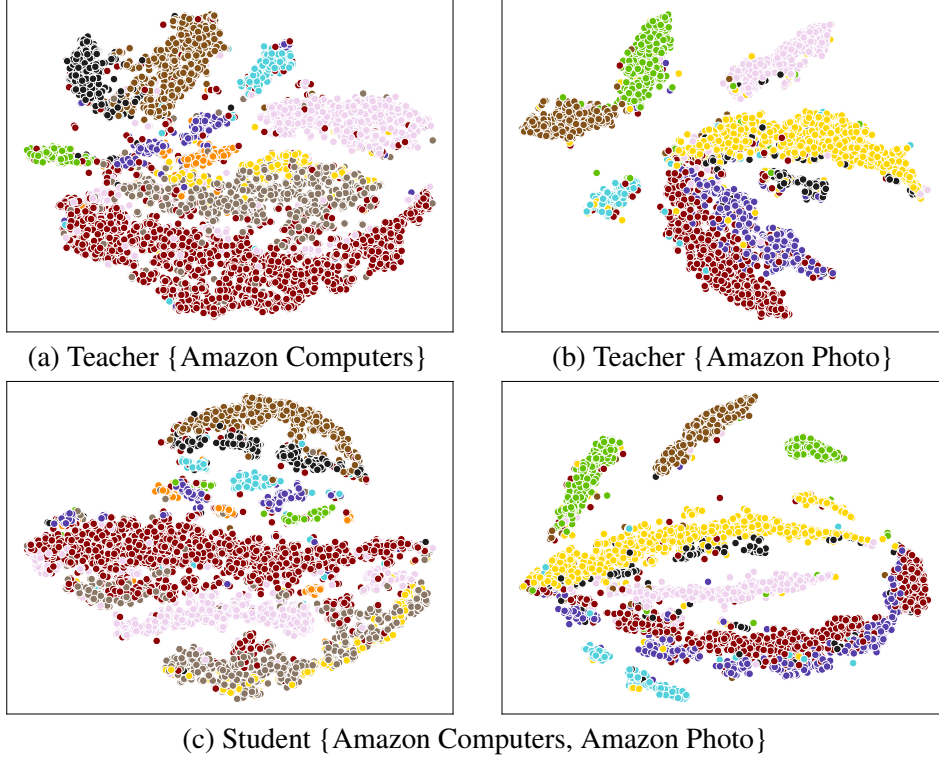 (a) Teacher {Amazon Computers}
(b) Teacher {Amazon Photo}
(c) Student {Amazon Computers, Amazon Photo}